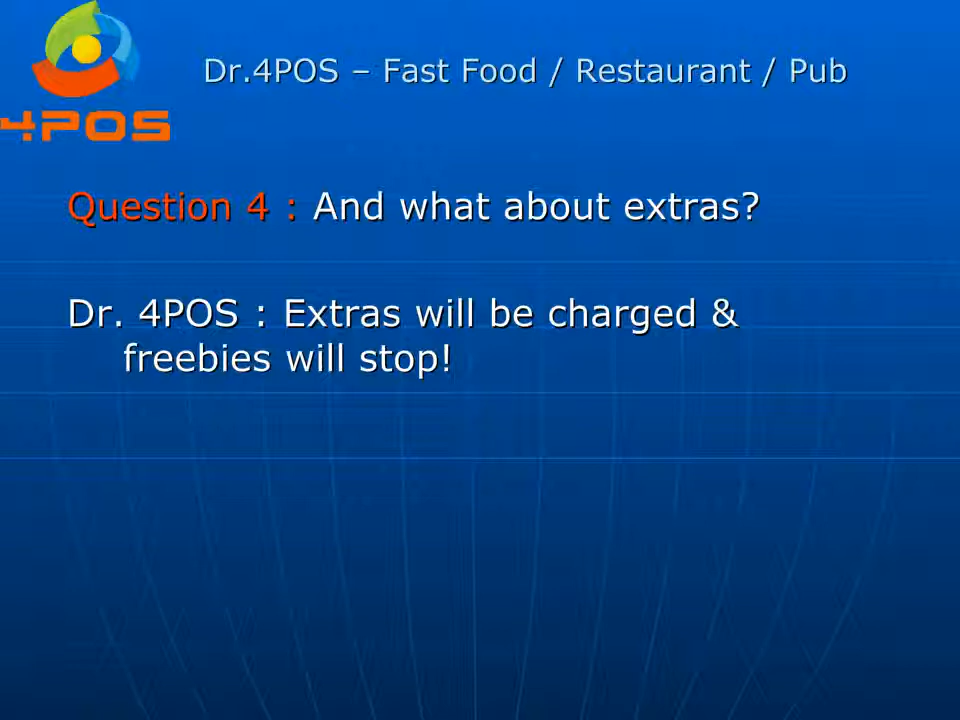 Dr.4POS – Fast Food / Restaurant / Pub
4POS
Question 4 : And what about extras?
Dr. 4POS : Extras will be charged &
freebies will stop!